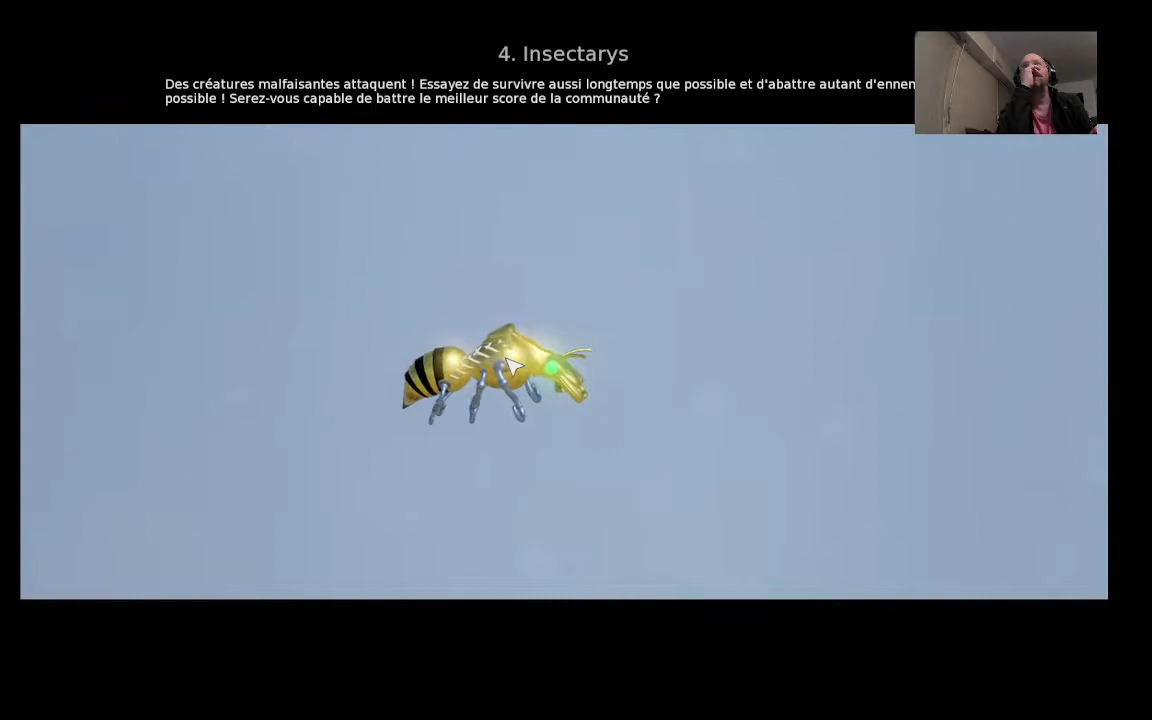 4. Insectarys
Des créatures malfaisantes attaquent ! Essayez de survivre aussi longtemps que possible et d'abattre autant d'ennem
possible ! Serez-vous capable de battre le meilleur score de la communauté ?